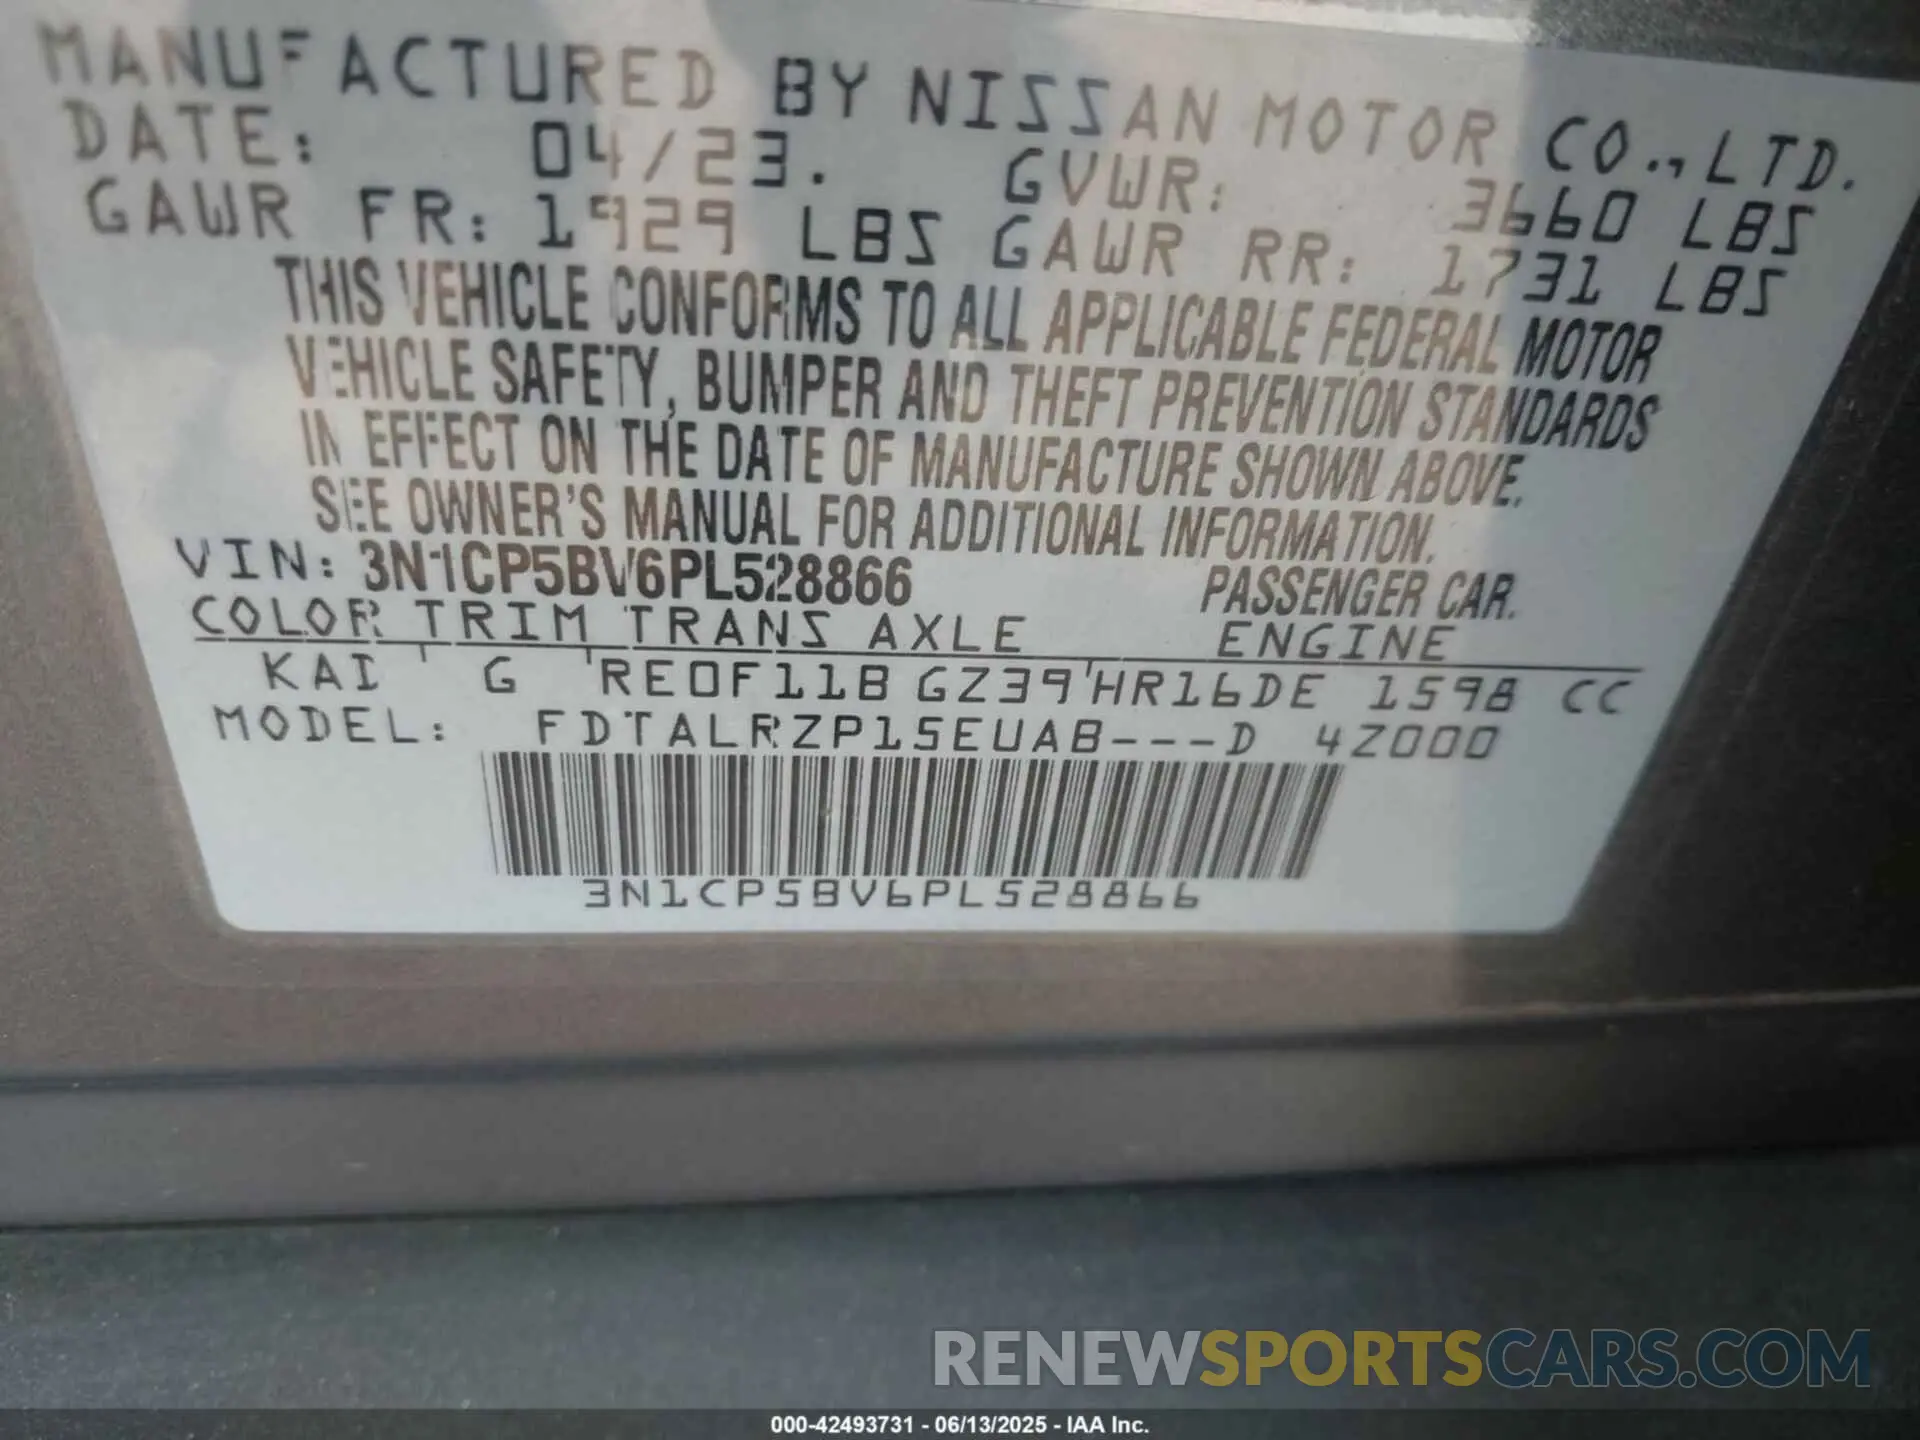 MANUFACTURED BY NISSAN MOTOR CO.,LTD.
DATE: 04/23. GVWR: 3660 LBS
GAWR FR: 1929 LBS GAWR RR: 1731 LBS
THIS VEHICLE CONFORMS TO ALL APPLICABLE FEDERAL MOTOR
VEHICLE SAFETY, BUMPER AND THEFT PREVENTION STANDARDS
IN EFFECT ON THE DATE OF MANUFACTURE SHOWN ABOVE.
SEE OWNER'S MANUAL FOR ADDITIONAL INFORMATION.
VIN: 3N1CP5BV6PL528866 PASSENGER CAR.
COLOR TRIM TRANS AXLE ENGINE
KAI G RE0F11B GZ39 HR16DE 1598 CC
MODEL: FDTALRZP15EUAB---D 4Z000
3N1CP5BV6PL528866
RENEWSPORTSCARS.COM
000-42493731 - 06/13/2025 - IAA Inc.